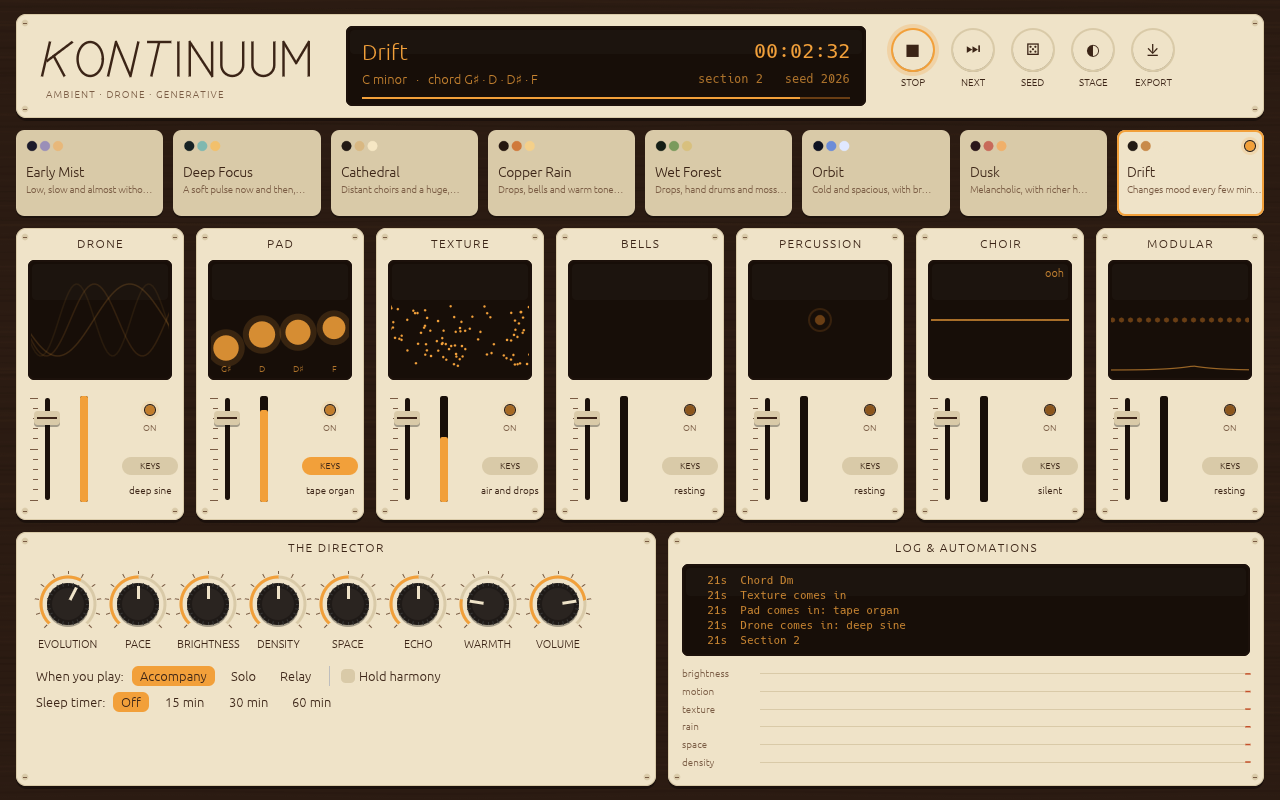 KONTINUUM
AMBIENT · DRONE · GENERATIVE
Drift 00:02:32
C minor · chord G♯ · D · D♯ · F section 2 seed 2026
STOP NEXT SEED STAGE EXPORT
Early Mist
Low, slow and almost witho...
Deep Focus
A soft pulse now and then,...
Cathedral
Distant choirs and a huge,...
Copper Rain
Drops, bells and warm tone...
Wet Forest
Drops, hand drums and moss...
Orbit
Cold and spacious, with br...
Dusk
Melancholic, with richer h...
Drift
Changes mood every few min...
DRONE
ON
KEYS
deep sine
PAD
G♯ D D♯ F
ON
KEYS
tape organ
TEXTURE
ON
KEYS
air and drops
BELLS
ON
KEYS
resting
PERCUSSION
ON
KEYS
resting
CHOIR
ooh
ON
KEYS
silent
MODULAR
ON
KEYS
resting
THE DIRECTOR
EVOLUTION PACE BRIGHTNESS DENSITY SPACE ECHO WARMTH VOLUME
When you play: Accompany Solo Relay Hold harmony
Sleep timer: Off 15 min 30 min 60 min
LOG & AUTOMATIONS
21s Chord Dm
21s Texture comes in
21s Pad comes in: tape organ
21s Drone comes in: deep sine
21s Section 2
brightness
motion
texture
rain
space
density